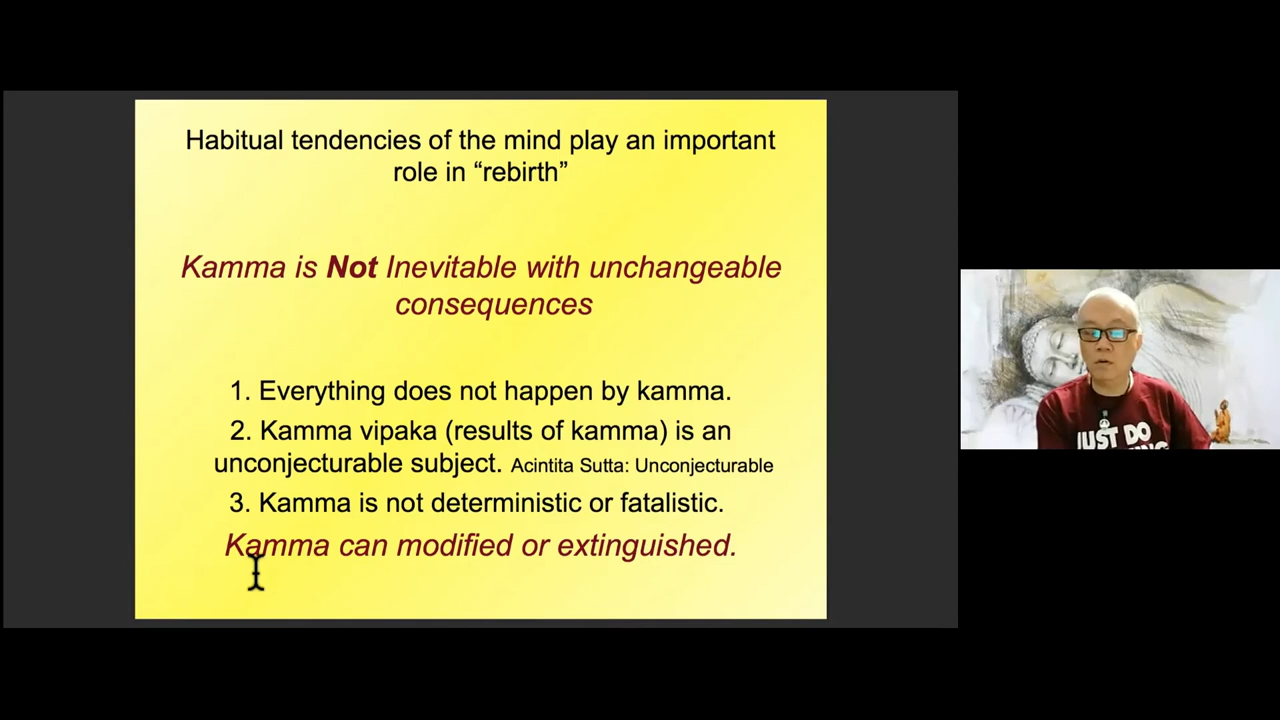 Habitual tendencies of the mind play an important
role in “rebirth”
Kamma is Not Inevitable with unchangeable
consequences
1. Everything does not happen by kamma.
2. Kamma vipaka (results of kamma) is an
unconjecturable subject. Acintita Sutta: Unconjecturable
3. Kamma is not deterministic or fatalistic.
Kamma can modified or extinguished.
JUST DO